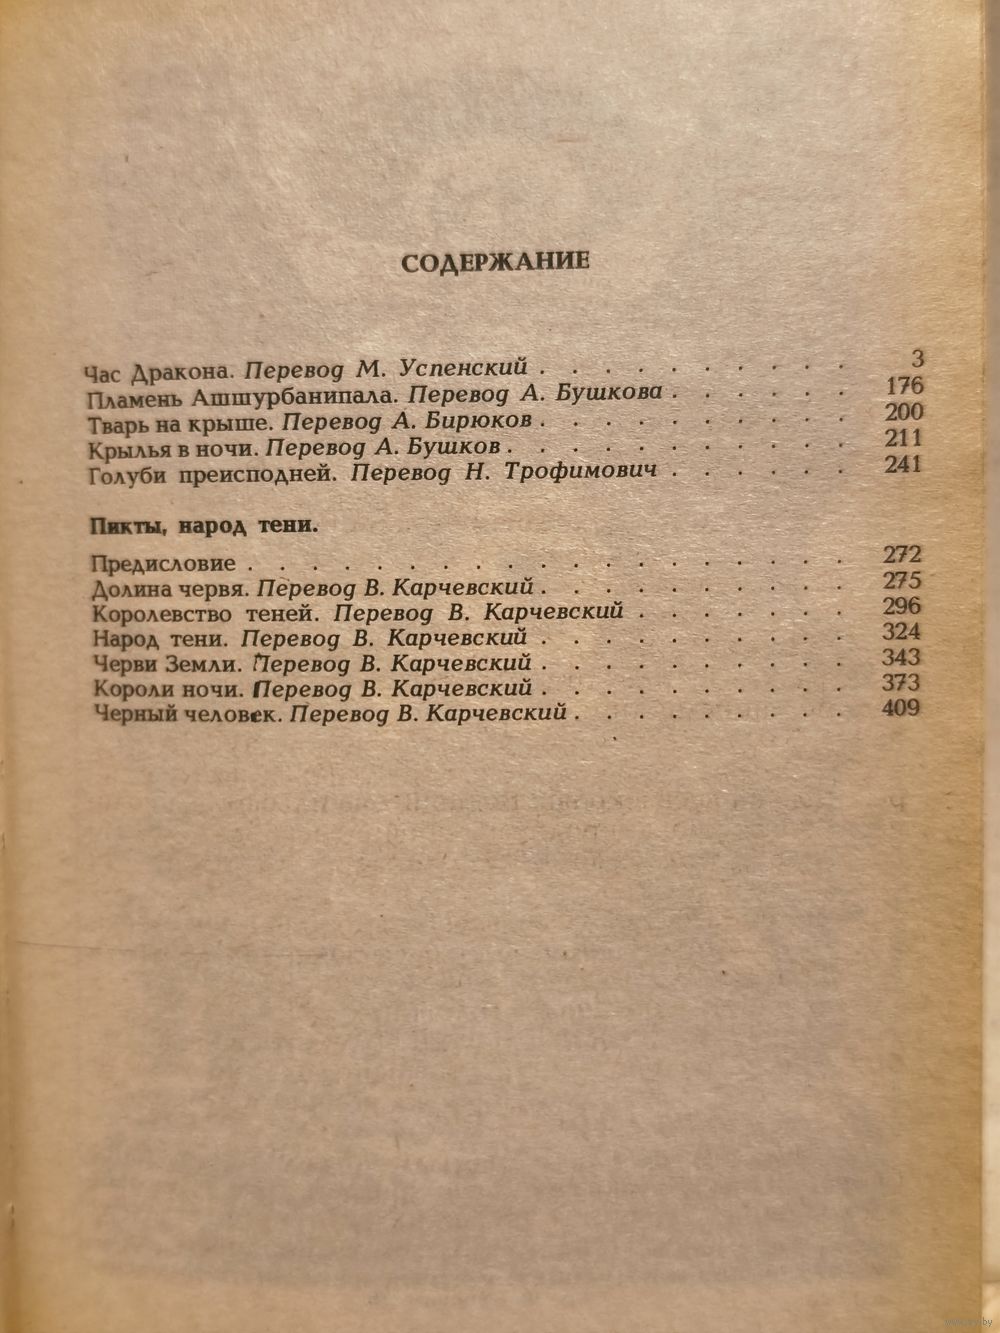 СОДЕРЖАНИЕ
Час Дракона. Перевод М. Успенский . . . . . . . . . . 3
Пламень Ашшурбанипала. Перевод А. Бушкова . . . . . . 176
Тварь на крыше. Перевод А. Бирюков . . . . . . . . . . 200
Крылья в ночи. Перевод А. Бушков . . . . . . . . . . . 211
Голуби преисподней. Перевод Н. Трофимович . . . . . . 241
Пикты, народ тени.
Предисловие . . . . . . . . . . . . . . . . . . . 272
Долина червя. Перевод В. Карчевский . . . . . . . . . . 275
Королевство теней. Перевод В. Карчевский . . . . . . . 296
Народ тени. Перевод В. Карчевский . . . . . . . . . . 324
Черви Земли. Перевод В. Карчевский . . . . . . . . . . 343
Короли ночи. Перевод В. Карчевский . . . . . . . . . . 373
Черный человек. Перевод В. Карчевский . . . . . . . . . 409